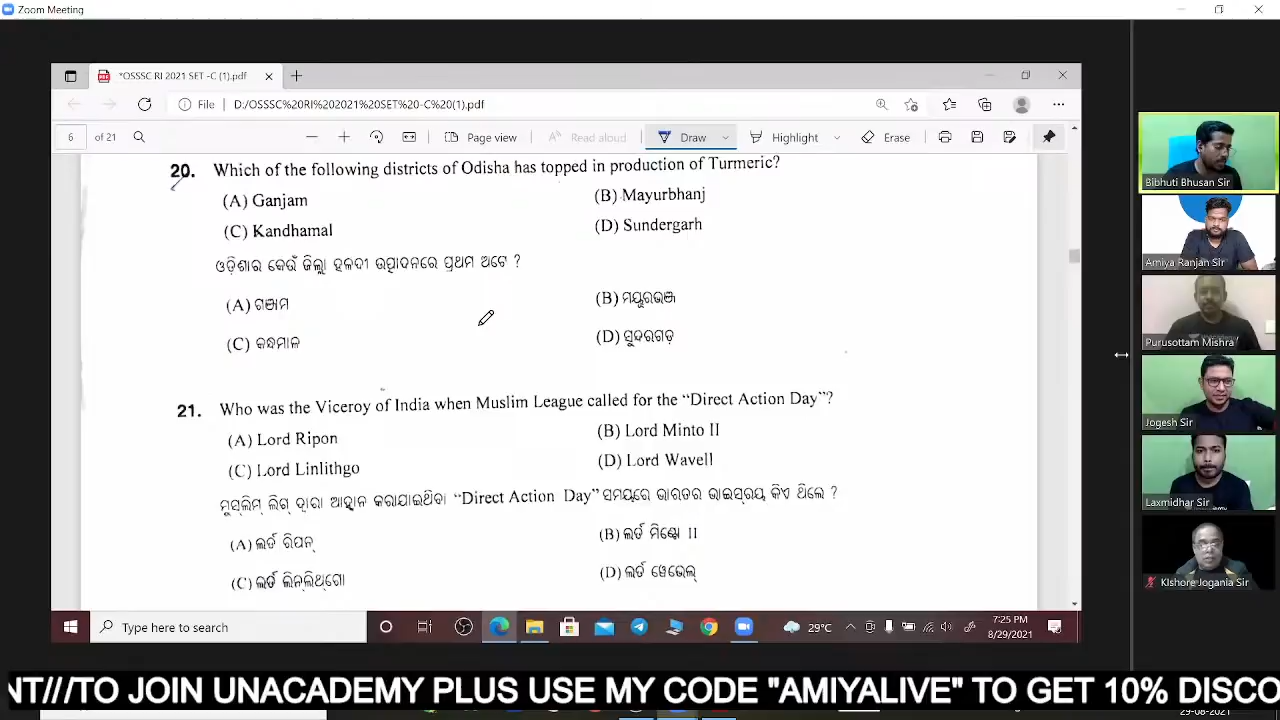 Zoom Meeting
*OSSSC RI 2021 SET -C (1).pdf
File D:/OSSSC%20RI%202021%20SET%20-C%20(1).pdf
6 of 21 Page view Read aloud Draw Highlight Erase
20. Which of the following districts of Odisha has topped in production of Turmeric?
(A) Ganjam (B) Mayurbhanj
(C) Kandhamal (D) Sundergarh
ଓଡ଼ିଶାର କେଉଁ ଜିଲ୍ଲା ହଳଦୀ ଉତ୍ପାଦନରେ ପ୍ରଥମ ଅଟେ ?
(A) ଗଞ୍ଜାମ (B) ମୟୂରଭଞ୍ଜ
(C) କନ୍ଧମାଳ (D) ସୁନ୍ଦରଗଡ଼
21. Who was the Viceroy of India when Muslim League called for the “Direct Action Day”?
(A) Lord Ripon (B) Lord Minto II
(C) Lord Linlithgo (D) Lord Wavell
ମୁସ୍‌ଲିମ୍ ଲିଗ୍ ଦ୍ୱାରା ଆହ୍ୱାନ କରାଯାଇଥିବା “Direct Action Day” ସମୟରେ ଭାରତର ଭାଇସ୍‌ରୟ କିଏ ଥିଲେ ?
(A) ଲର୍ଡ ରିପନ୍ (B) ଲର୍ଡ ମିଣ୍ଟୋ II
(C) ଲର୍ଡ ଲିନ୍‌ଲିଥ୍‌ଗୋ (D) ଲର୍ଡ ୱେଭେଲ୍
Bibhuti Bhusan Sir
Amiya Ranjan Sir
Purusottam Mishra
Jogesh Sir
Laxmidhar Sir
KIshore Jogania Sir
Type here to search 29°C 7:25 PM
8/29/2021
NT///TO JOIN UNACADEMY PLUS USE MY CODE "AMIYALIVE" TO GET 10% DISCO
29-08-2021